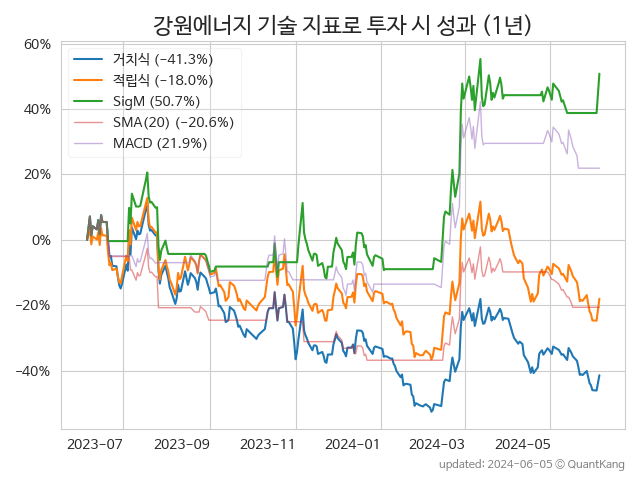 강원에너지 기술 지표로 투자 시 성과 (1년)
60%
40%
20%
0%
−20%
−40%
거치식 (−41.3%)
적립식 (−18.0%)
SigM (50.7%)
SMA(20) (−20.6%)
MACD (21.9%)
2023-07 2023-09 2023-11 2024-01 2024-03 2024-05
updated: 2024-06-05 © QuantKang